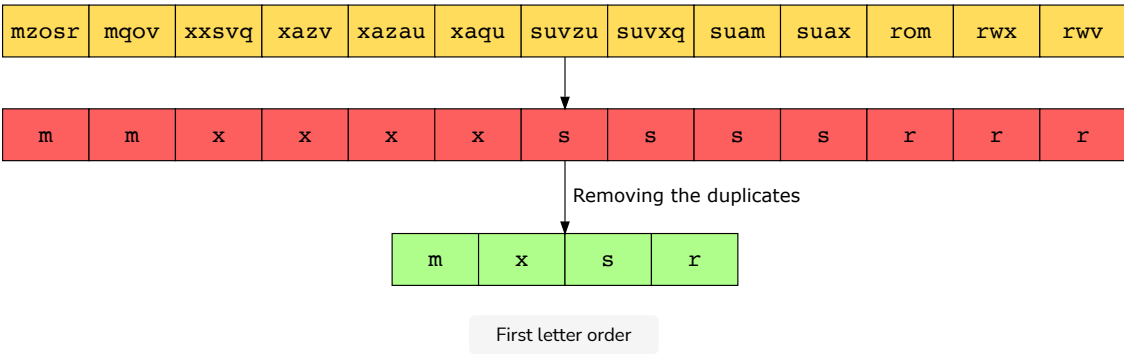 mzosr mqov xxsvq xazv xazau xaqu suvzu suvxq suam suax rom rwx rwv
m m x x x x s s s s r r r
Removing the duplicates
m x s r
First letter order